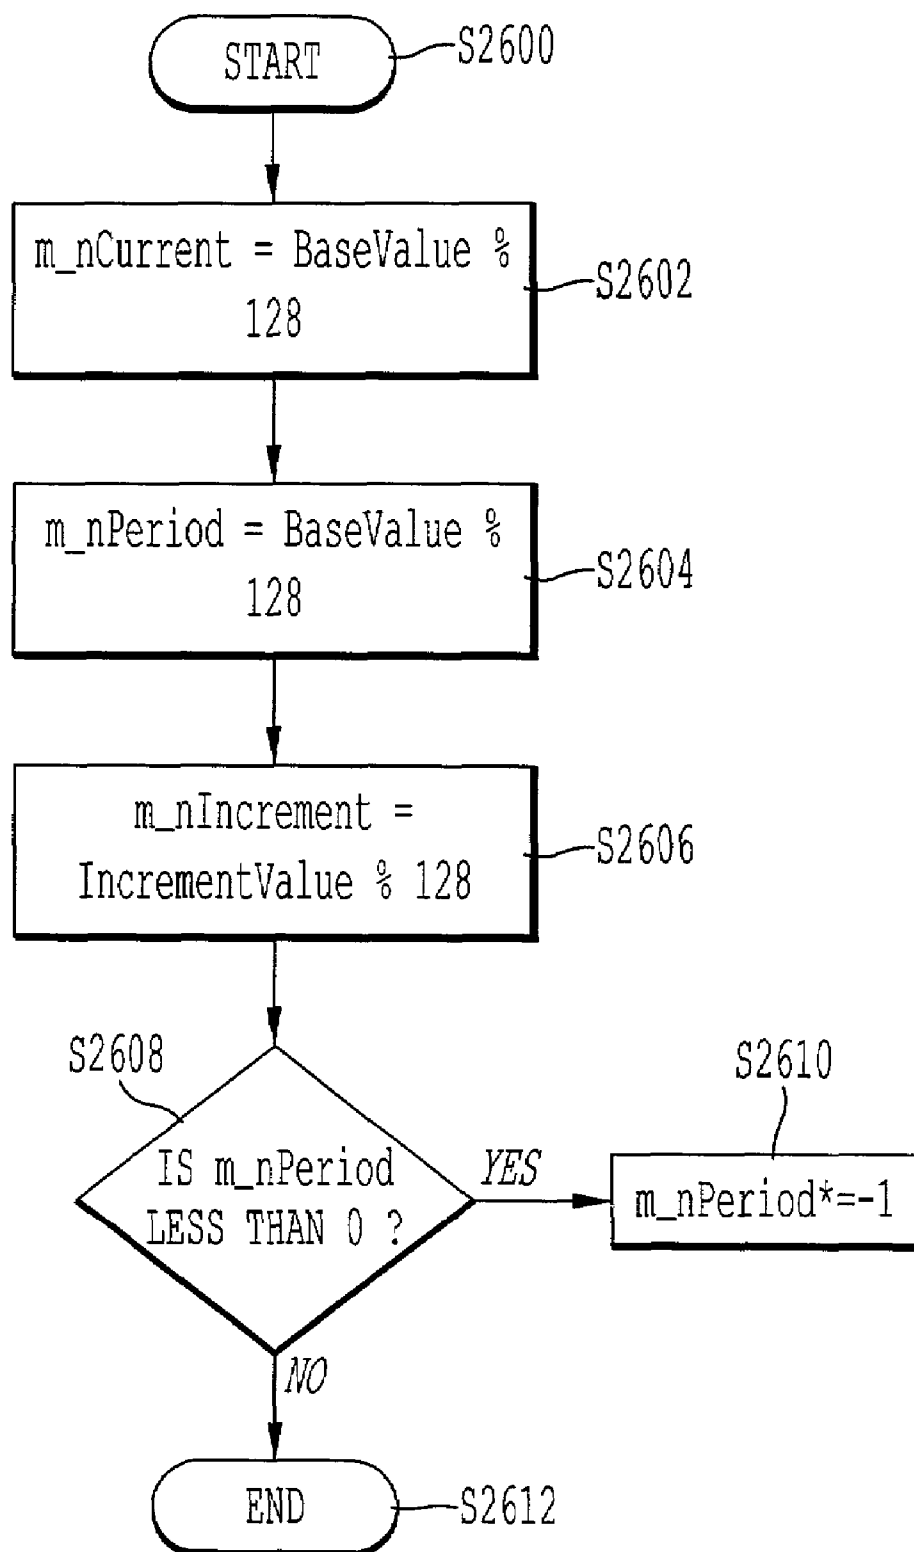 START
S2600
m_nCurrent = BaseValue %
128
S2602
m_nPeriod = BaseValue %
128
S2604
m_nIncrement =
IncrementValue % 128
S2606
S2608
IS m_nPeriod
LESS THAN 0 ?
YES
S2610
m_nPeriod*=-1
NO
END
S2612